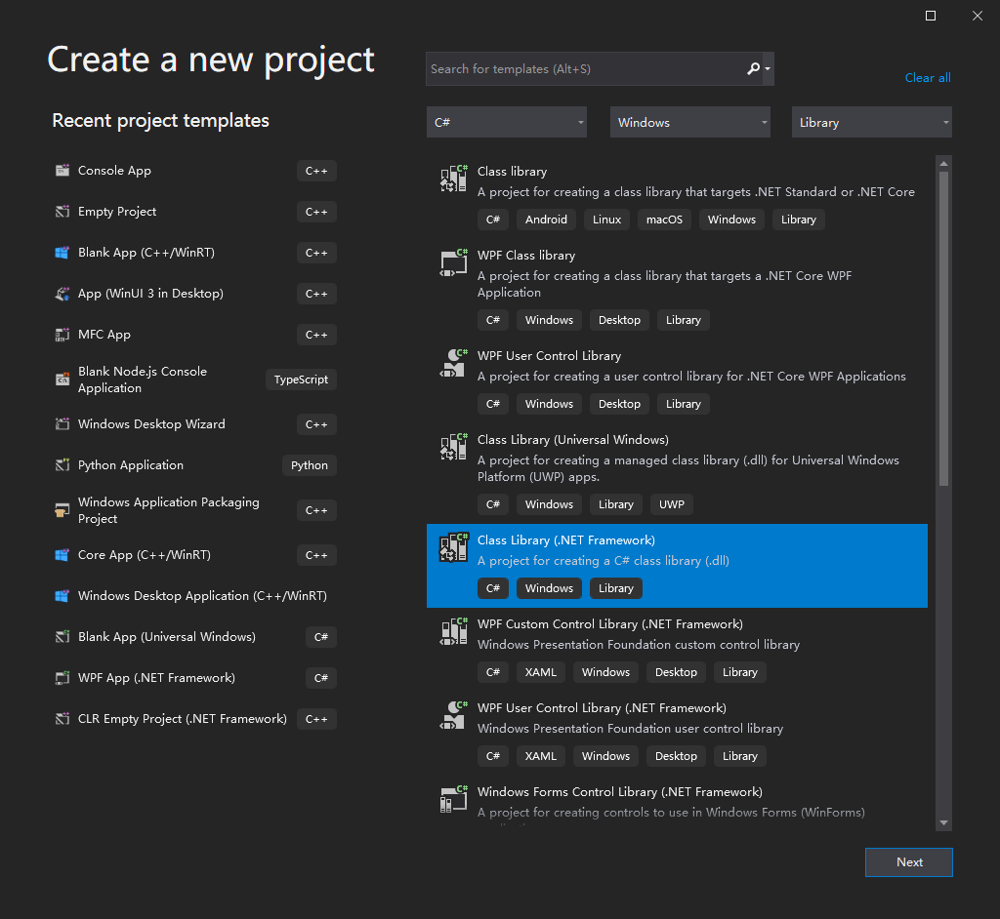 Create a new project
Search for templates (Alt+S)
Clear all
Recent project templates
C#
Windows
Library
Console App
C++
Empty Project
C++
Blank App (C++/WinRT)
C++
App (WinUI 3 in Desktop)
C++
MFC App
C++
Blank Node.js Console
Application
TypeScript
Windows Desktop Wizard
C++
Python Application
Python
Windows Application Packaging
Project
C++
Core App (C++/WinRT)
C++
Windows Desktop Application (C++/WinRT)
Blank App (Universal Windows)
C#
WPF App (.NET Framework)
C#
CLR Empty Project (.NET Framework)
C++
Class library
A project for creating a class library that targets .NET Standard or .NET Core
C# Android Linux macOS Windows Library
WPF Class library
A project for creating a class library that targets a .NET Core WPF
Application
C# Windows Desktop Library
WPF User Control Library
A project for creating a user control library for .NET Core WPF Applications
C# Windows Desktop Library
Class Library (Universal Windows)
A project for creating a managed class library (.dll) for Universal Windows
Platform (UWP) apps.
C# Windows Library UWP
Class Library (.NET Framework)
A project for creating a C# class library (.dll)
C# Windows Library
WPF Custom Control Library (.NET Framework)
Windows Presentation Foundation custom control library
C# XAML Windows Desktop Library
WPF User Control Library (.NET Framework)
Windows Presentation Foundation user control library
C# XAML Windows Desktop Library
Windows Forms Control Library (.NET Framework)
A project for creating controls to use in Windows Forms (WinForms)
Next